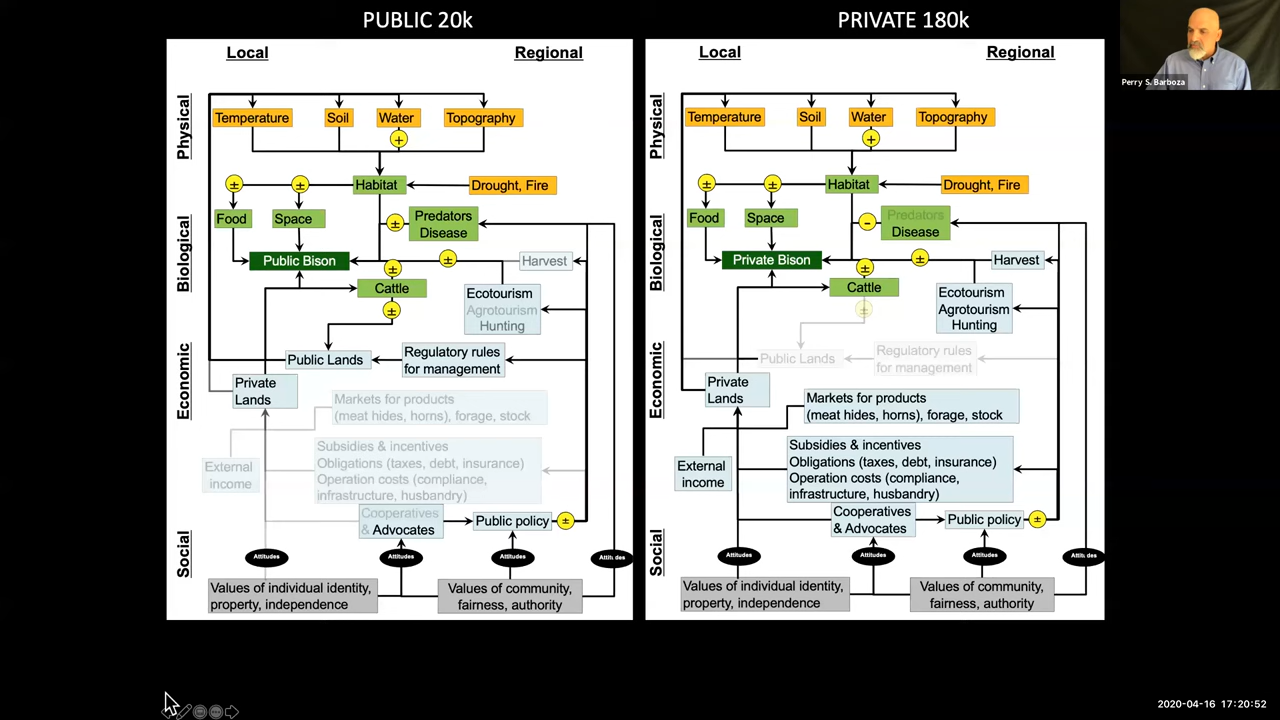 PUBLIC 20k
Local
Regional
Physical
Temperature
Soil
Water
Topography
+
±
±
Habitat
Drought, Fire
Biological
Food
Space
±
Predators
Disease
Public Bison
±
±
Harvest
Cattle
Ecotourism
Agrotourism
Hunting
±
Economic
Public Lands
Regulatory rules
for management
Private
Lands
Markets for products
(meat hides, horns), forage, stock
External
income
Subsidies & incentives
Obligations (taxes, debt, insurance)
Operation costs (compliance,
infrastructure, husbandry)
Social
Cooperatives
& Advocates
Public policy
±
Attitudes
Attitudes
Attitudes
Attitudes
Values of individual identity,
property, independence
Values of community,
fairness, authority
PRIVATE 180k
Local
Regional
Physical
Temperature
Soil
Water
Topography
+
±
±
Habitat
Drought, Fire
Biological
Food
Space
-
Predators
Disease
Private Bison
±
±
Harvest
Cattle
Ecotourism
Agrotourism
Hunting
±
Economic
Public Lands
Regulatory rules
for management
Private
Lands
Markets for products
(meat hides, horns), forage, stock
External
income
Subsidies & incentives
Obligations (taxes, debt, insurance)
Operation costs (compliance,
infrastructure, husbandry)
Social
Cooperatives
& Advocates
Public policy
±
Attitudes
Attitudes
Attitudes
Attitudes
Values of individual identity,
property, independence
Values of community,
fairness, authority
Perry S. Barboza
2020-04-16 17:20:52